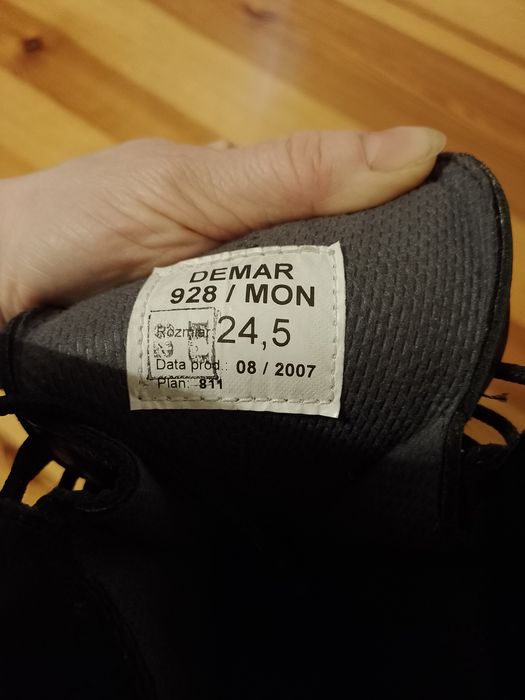 DEMAR
928 / MON
Rozmiar 24,5
Data prod.: 08 / 2007
Plan: 811